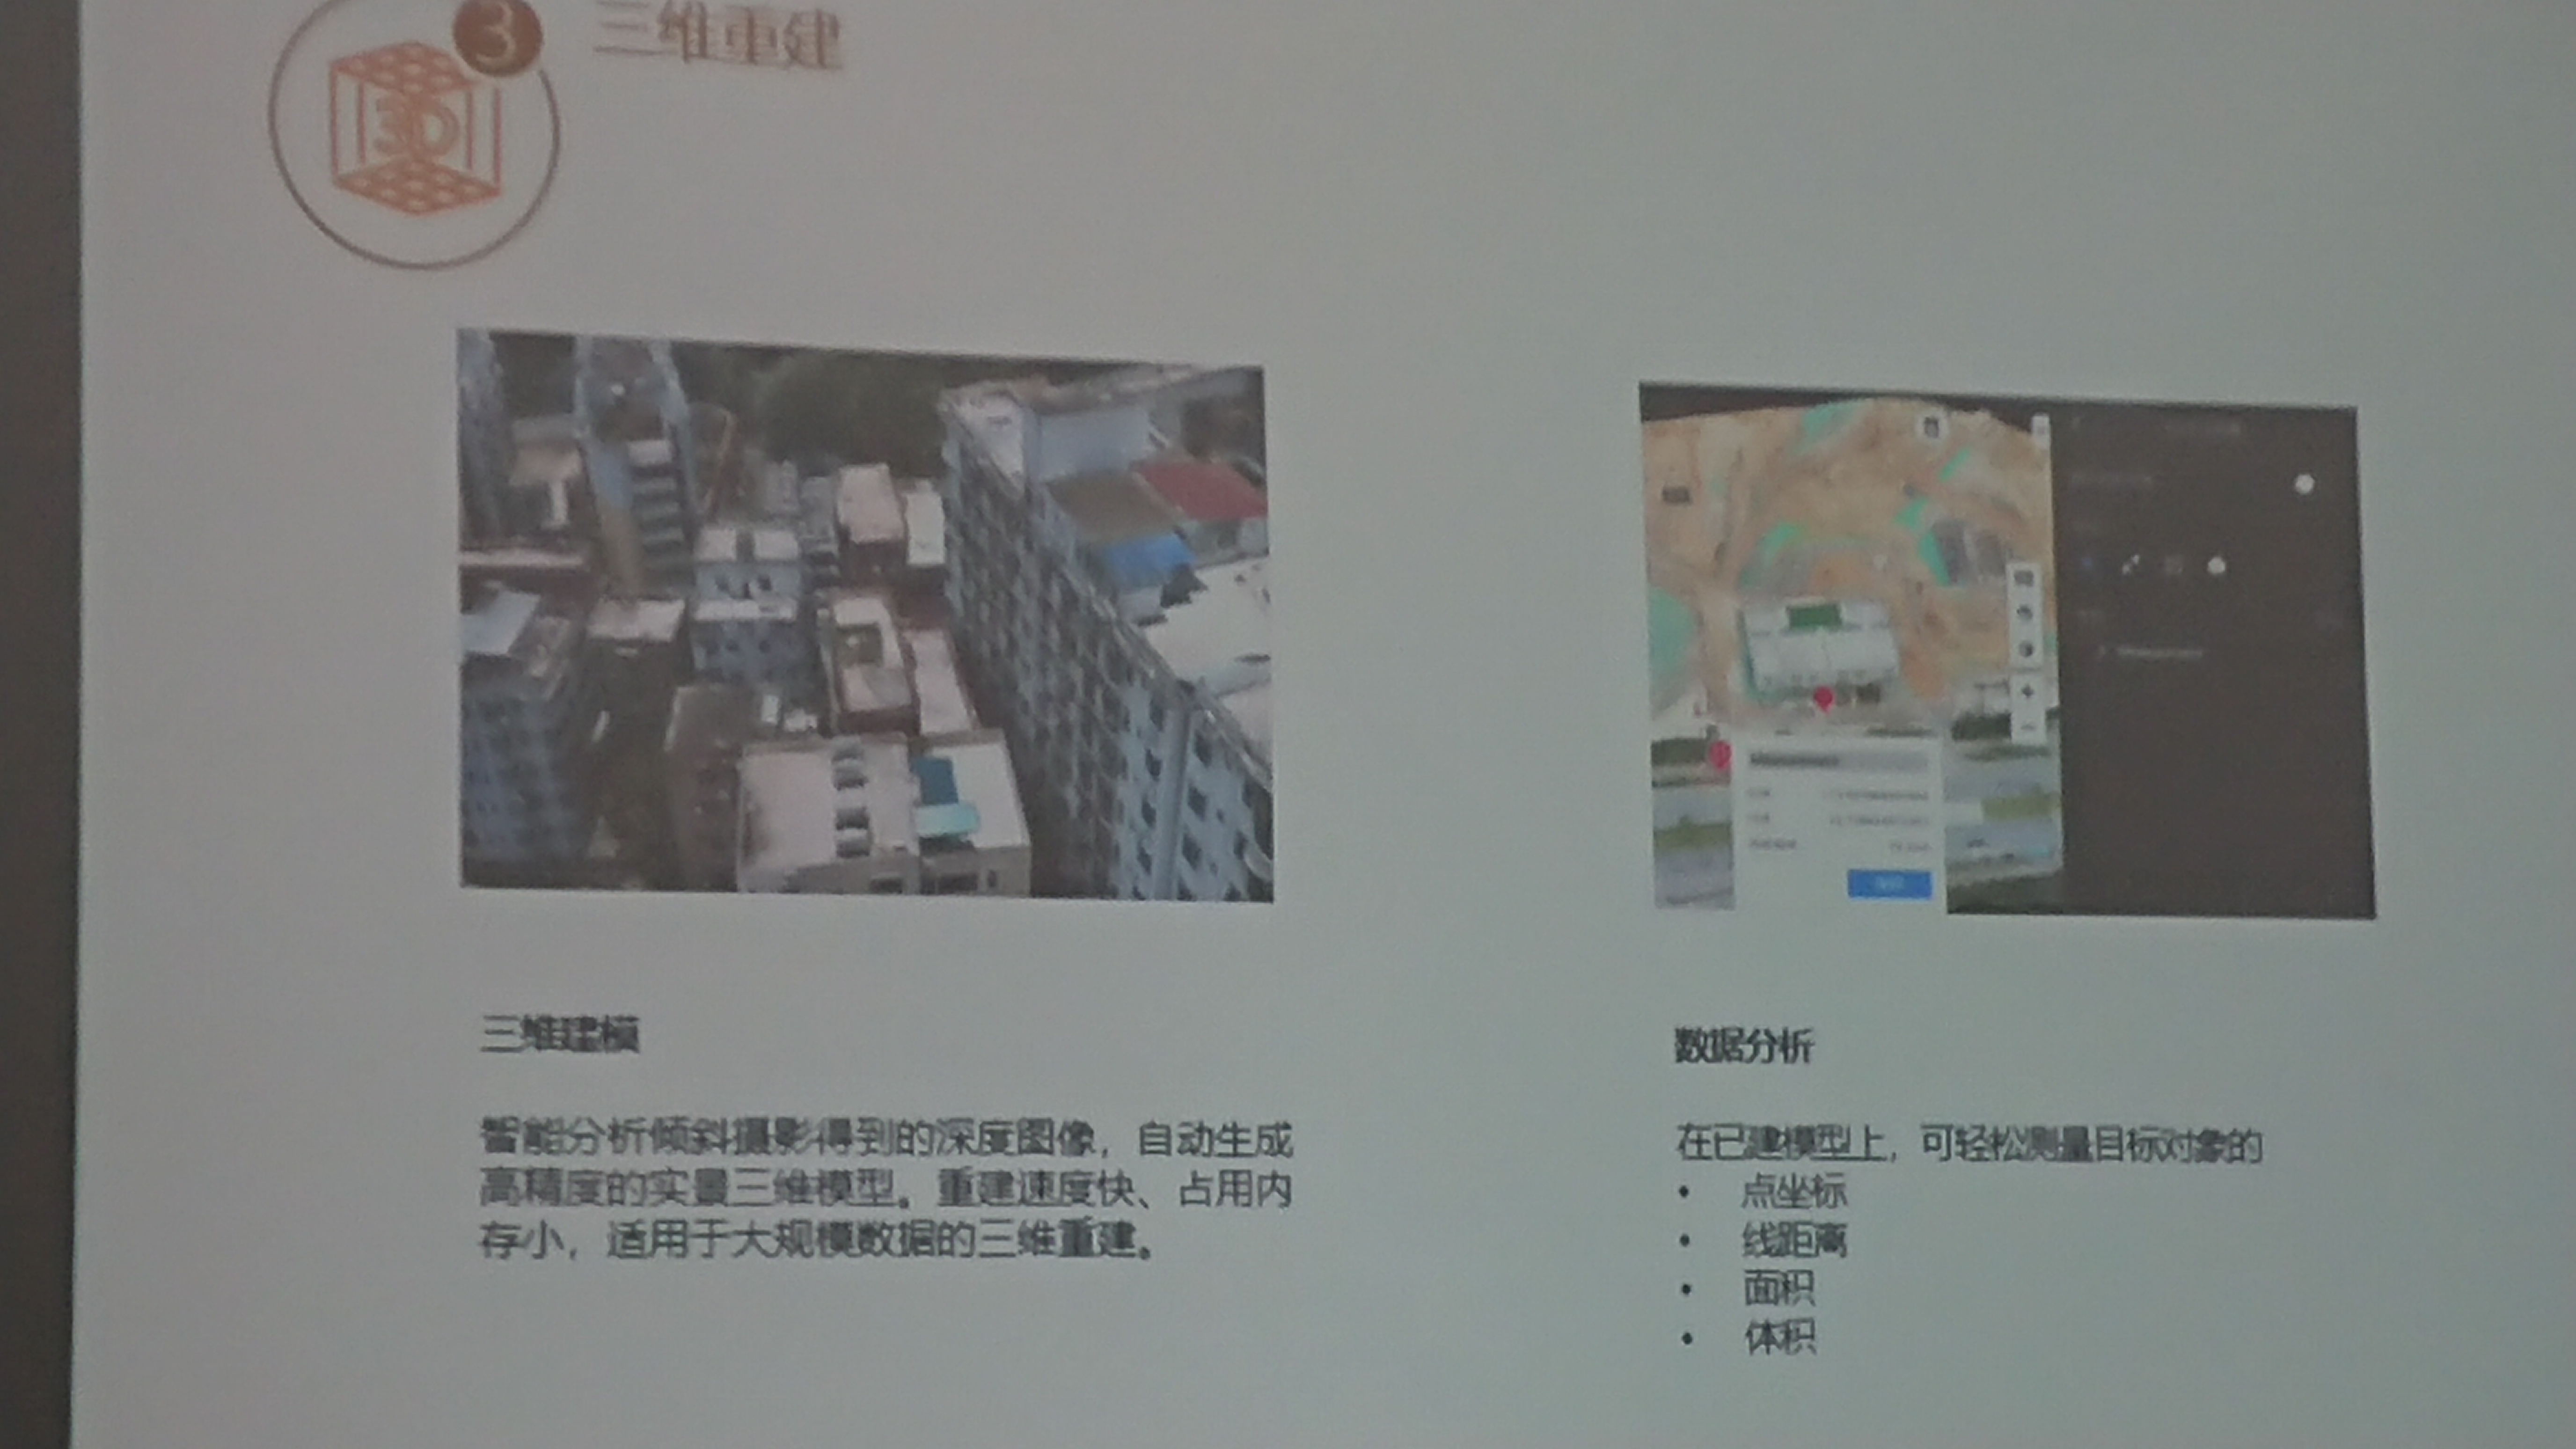 3
三维重建
3D
三维建模
智能分析倾斜摄影得到的深度图像，自动生成
高精度的实景三维模型。重建速度快、占用内
存小，适用于大规模数据的三维重建。
数据分析
在已建模型上，可轻松测量目标对象的
• 点坐标
• 线距离
• 面积
• 体积